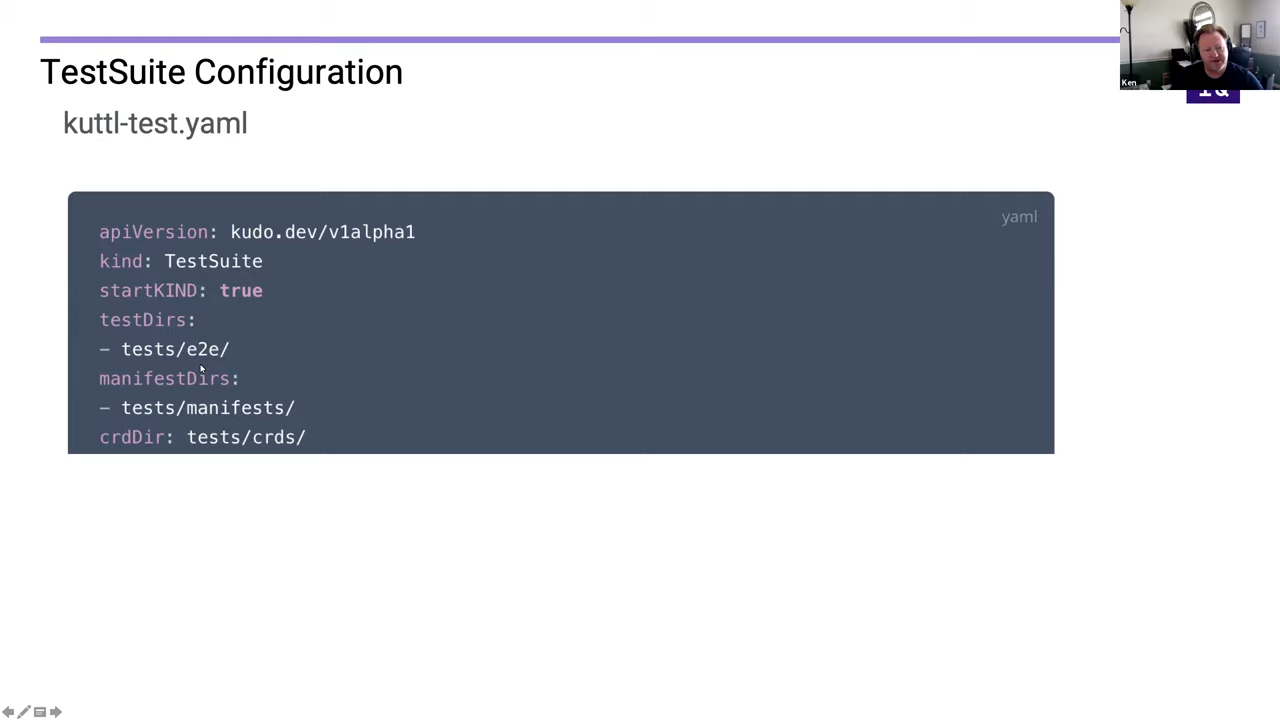 TestSuite Configuration
kuttl-test.yaml
yaml
apiVersion: kudo.dev/v1alpha1
kind: TestSuite
startKIND: true
testDirs:
- tests/e2e/
manifestDirs:
- tests/manifests/
crdDir: tests/crds/
Ken